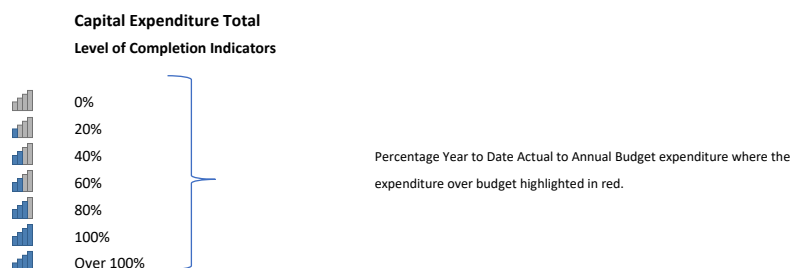 Capital Expenditure Total
Level of Completion Indicators
0%
20%
40%
60%
80%
100%
Over 100%
Percentage Year to Date Actual to Annual Budget expenditure where the
expenditure over budget highlighted in red.